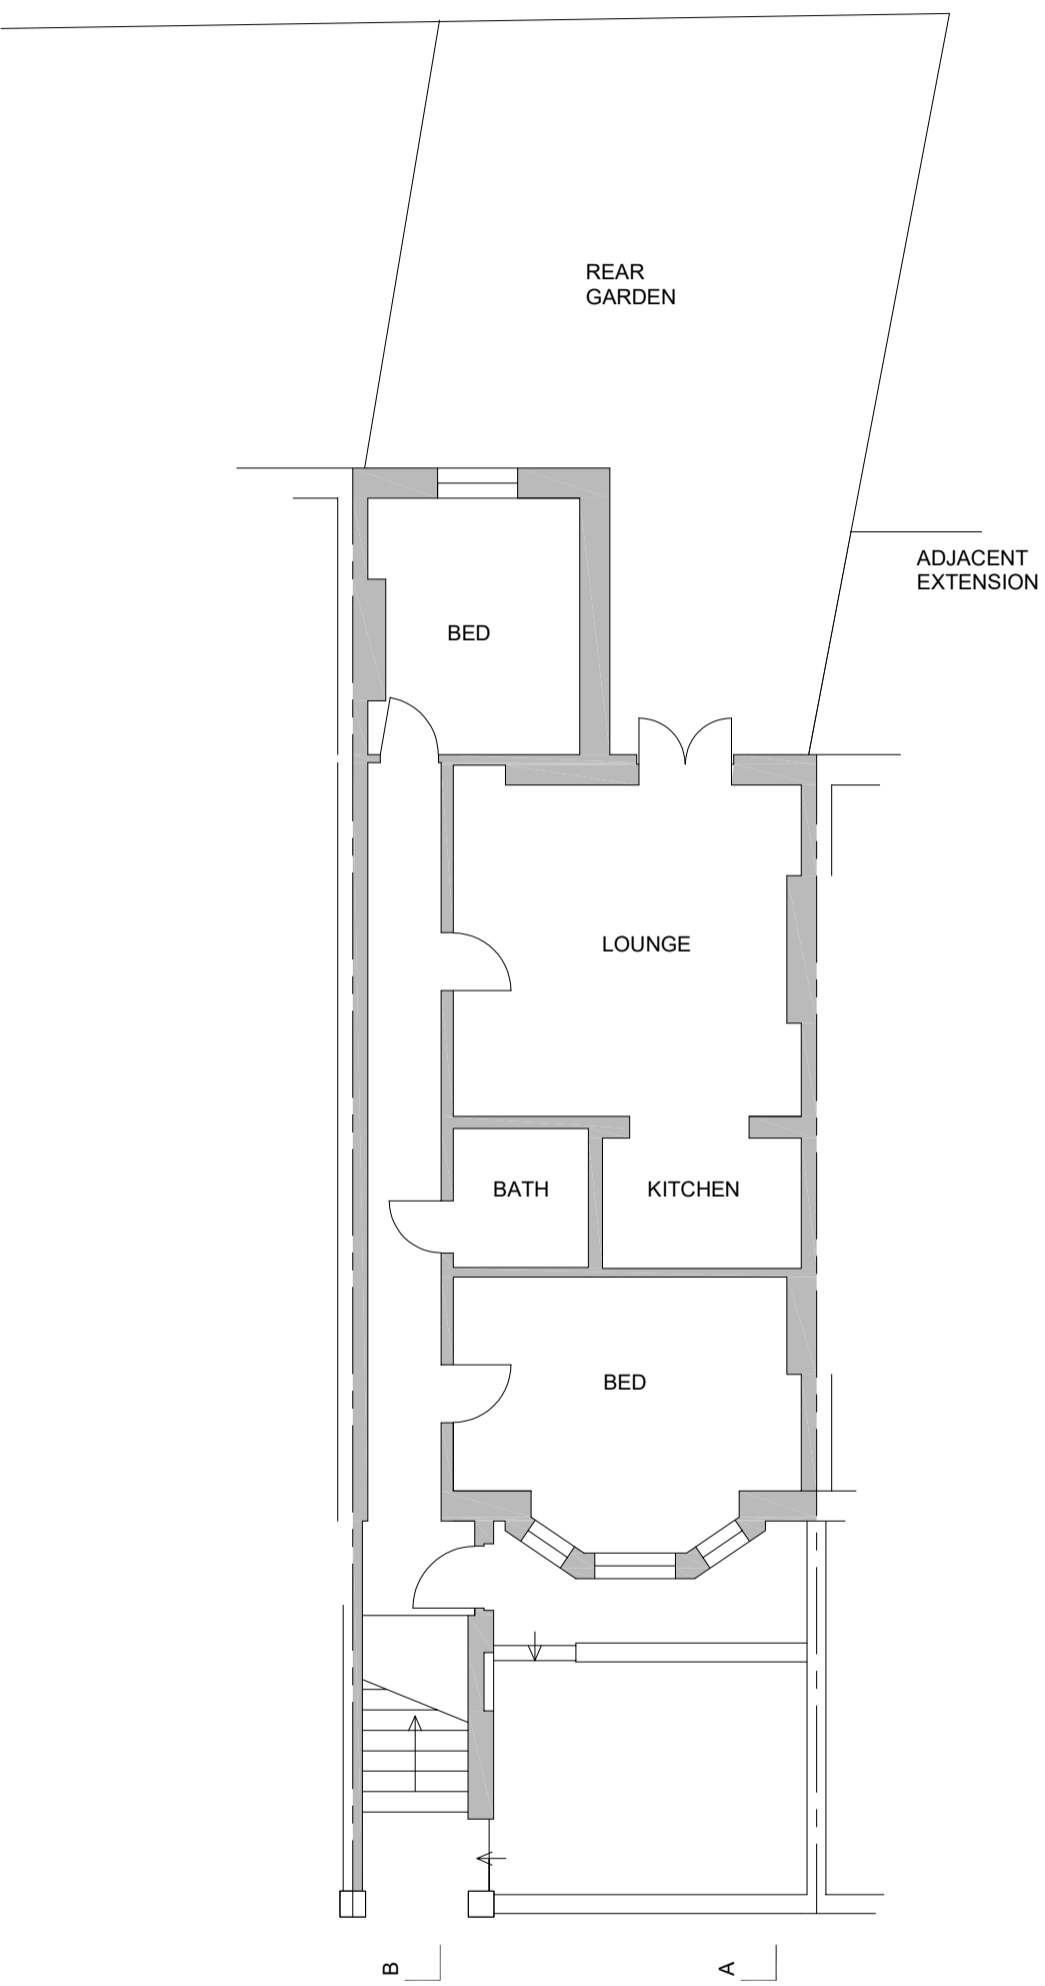 REAR
GARDEN
ADJACENT
EXTENSION
BED
LOUNGE
BATH
KITCHEN
BED
B
A